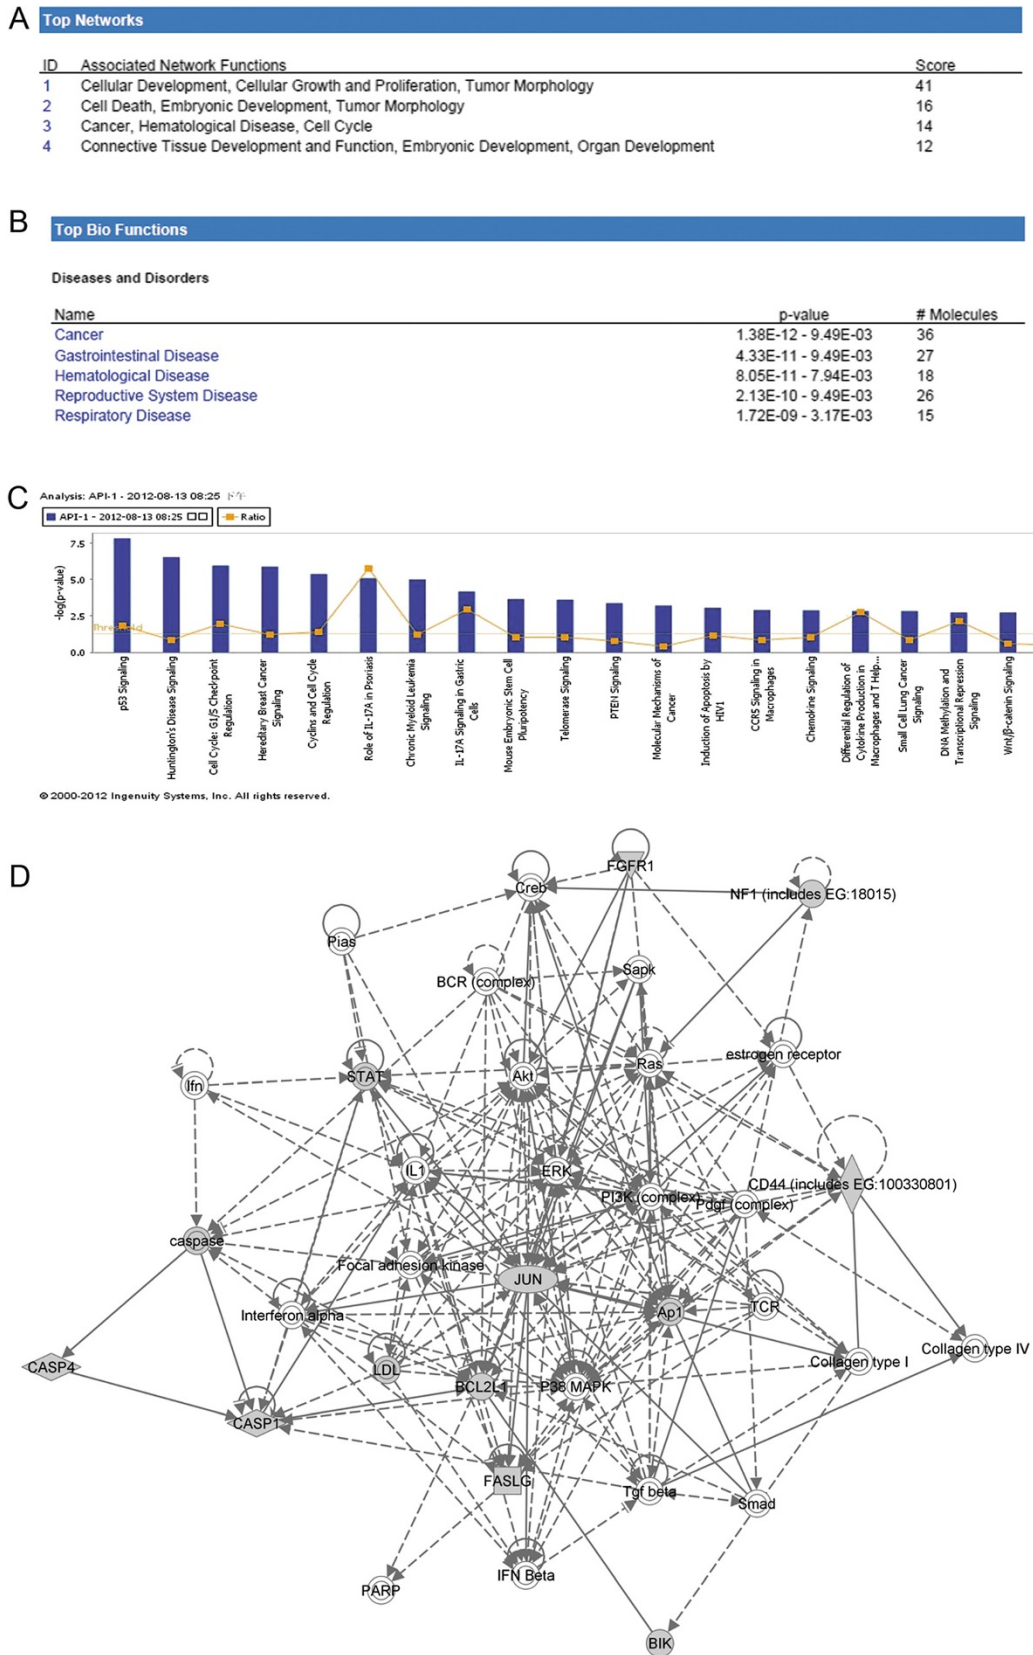 A
Top Networks
ID Associated Network Functions Score
1 Cellular Development, Cellular Growth and Proliferation, Tumor Morphology 41
2 Cell Death, Embryonic Development, Tumor Morphology 16
3 Cancer, Hematological Disease, Cell Cycle 14
4 Connective Tissue Development and Function, Embryonic Development, Organ Development 12
B
Top Bio Functions
Diseases and Disorders
Name p-value # Molecules
Cancer 1.38E-12 - 9.49E-03 36
Gastrointestinal Disease 4.33E-11 - 9.49E-03 27
Hematological Disease 8.05E-11 - 7.94E-03 18
Reproductive System Disease 2.13E-10 - 9.49E-03 26
Respiratory Disease 1.72E-09 - 3.17E-03 15
C
Analysis: API-1 - 2012-08-13 08:25 下午
API-1 - 2012-08-13 08:25 □□ Ratio
-log(p-value)
7.5
5.0
2.5
0.0
Threshold
p53 Signaling
Huntington's Disease Signaling
Cell Cycle: G1/S Checkpoint
Regulation
Hereditary Breast Cancer
Signaling
Cyclins and Cell Cycle
Regulation
Role of IL-17A in Psoriasis
Chronic Myeloid Leukemia
Signaling
IL-17A Signaling in Gastric
Cells
Mouse Embryonic Stem Cell
Pluripotency
Telomerase Signaling
PTEN Signaling
Molecular Mechanisms of
Cancer
Induction of Apoptosis by
HIV1
CCR5 Signaling in
Macrophages
Chemokine Signaling
Differential Regulation of
Cytokine Production in
Macrophages and T Help...
Small Cell Lung Cancer
Signaling
DNA Methylation and
Transcriptional Repression
Signaling
Wnt/β-catenin Signaling
© 2000-2012 Ingenuity Systems, Inc. All rights reserved.
D
FGFR1
Creb
NF1 (includes EG:18015)
Pias
BCR (complex)
Sapk
estrogen receptor
Ras
Akt
STAT
Ifn
IL1
ERK
CD44 (includes EG:100330801)
PI3K (complex)
Pdgf (complex)
caspase
Focal adhesion kinase
JUN
Interferon alpha
Ap1
TCR
Collagen type IV
Collagen type I
CASP4
LDL
BCL2L1
P38 MAPK
CASP1
FASLG
Tgf beta
Smad
IFN Beta
PARP
BIK